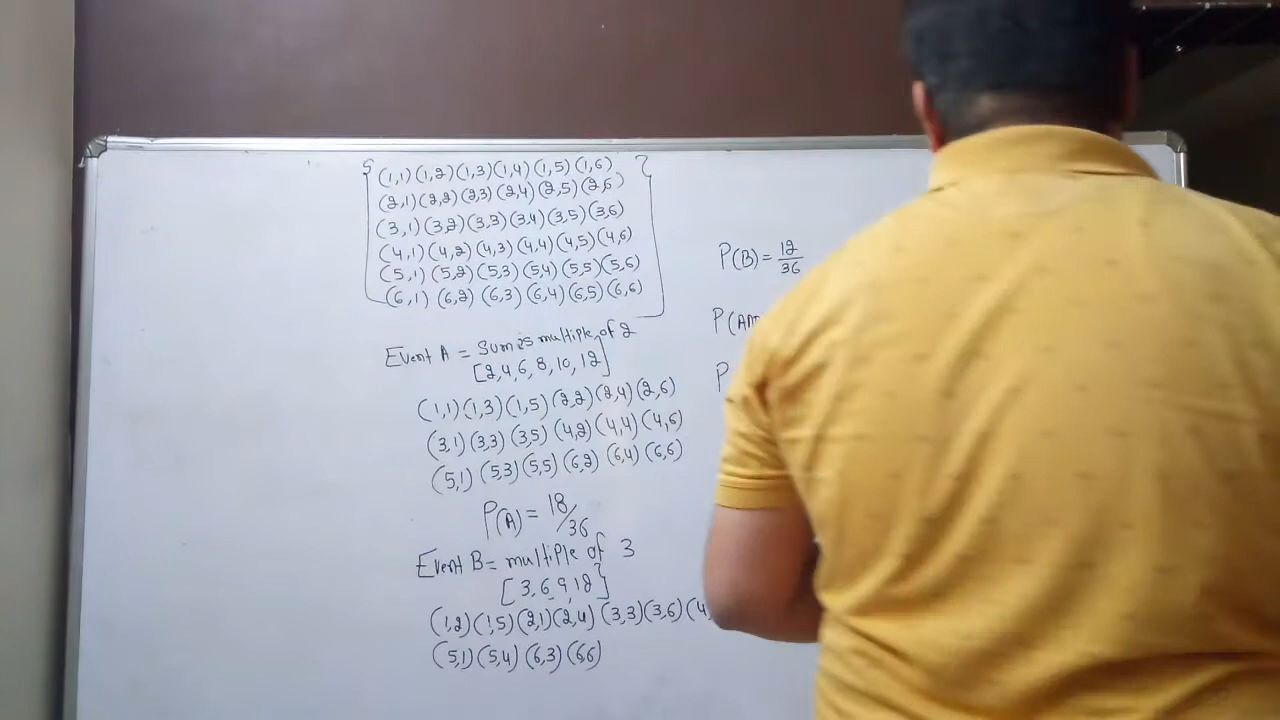 (1,1)(1,2)(1,3)(1,4)(1,5)(1,6)
(2,1)(2,2)(2,3)(2,4)(2,5)(2,6)
(3,1)(3,2)(3,3)(3,4)(3,5)(3,6)
(4,1)(4,2)(4,3)(4,4)(4,5)(4,6)
(5,1)(5,2)(5,3)(5,4)(5,5)(5,6)
(6,1)(6,2)(6,3)(6,4)(6,5)(6,6)
Event A = Sum is multiple of 2
[2,4,6,8,10,12]
(1,1)(1,3)(1,5)(2,2)(2,4)(2,6)
(3,1)(3,3)(3,5)(4,2)(4,4)(4,6)
(5,1)(5,3)(5,5)(6,2)(6,4)(6,6)
P(A) = 18/36
Event B = multiple of 3
[3,6,9,12]
(1,2)(1,5)(2,1)(2,4)(3,3)(3,6)(4,
(5,1)(5,4)(6,3)(6,6)
P(B) = 12/36
P(A∩
P